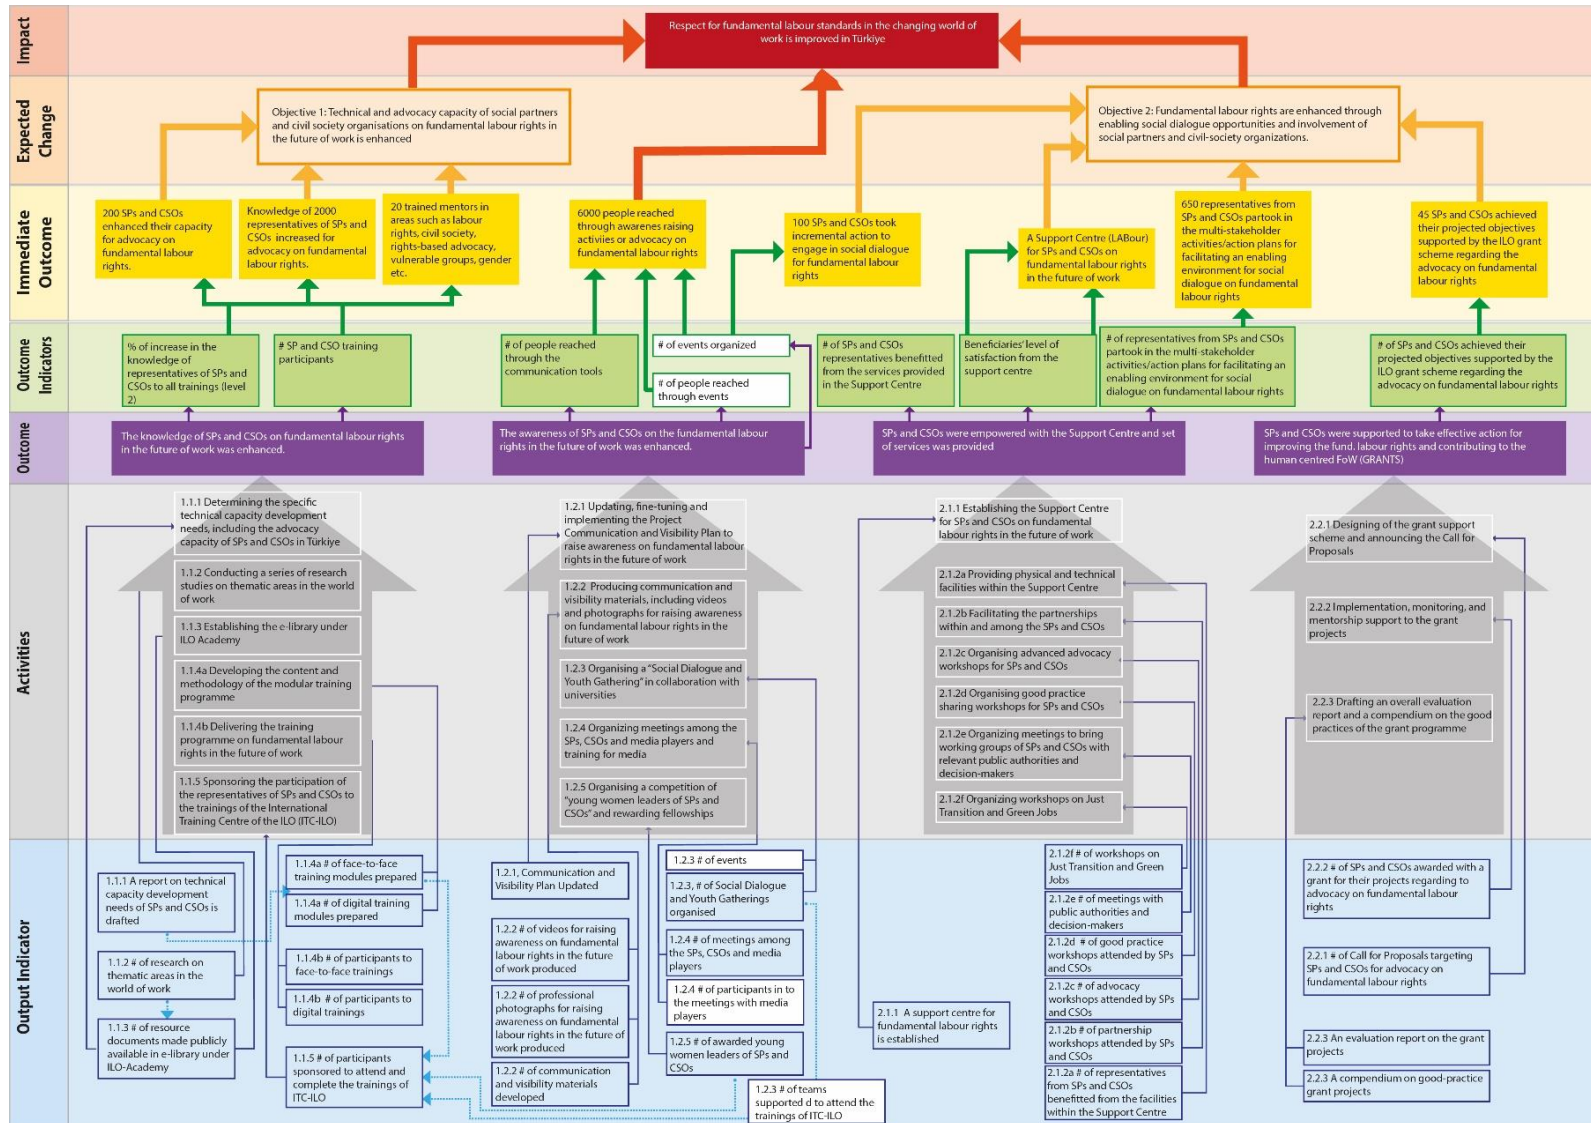 Impact
Respect for fundamental labour standards in the changing world of
work is improved in Türkiye
Expected
Change
Objective 1: Technical and advocacy capacity of social partners
and civil society organisations on fundamental labour rights in
the future of work is enhanced
Objective 2: Fundamental labour rights are enhanced through
enabling social dialogue opportunities and involvement of
social partners and civil-society organizations.
Immediate
Outcome
200 SPs and CSOs
enhanced their capacity
for advocacy on
fundamental labour
rights.
Knowledge of 2000
representatives of SPs and
CSOs increased for
advocacy on fundamental
labour rights.
20 trained mentors in
areas such as labour
rights, civil society,
rights-based advocacy,
vulnerable groups, gender
etc.
6000 people reached
through awarenes raising
activiies or advocacy on
fundamental labour rights
100 SPs and CSOs took
incremental action to
engage in social dialogue
for fundamental labour
rights
A Support Centre (LABour)
for SPs and CSOs on
fundamental labour rights
in the future of work
650 representatives from
SPs and CSOs partook in
the multi-stakeholder
activities/action plans for
facilitating an enabling
environment for social
dialogue on fundamental
labour rights
45 SPs and CSOs achieved
their projected objectives
supported by the ILO grant
scheme regarding the
advocacy on fundamental
labour rights
Outcome
Indicators
% of increase in the
knowledge of
representatives of SPs and
CSOs to all trainings (level
2)
# SP and CSO training
participants
# of people reached
through the
communication tools
# of events organized
# of people reached
through events
# of SPs and CSOs
representatives benefitted
from the services provided
in the Support Centre
Beneficiaries' level of
satisfaction from the
support centre
# of representatives from SPs and CSOs
partook in the multi-stakeholder
activities/action plans for facilitating an
enabling environment for social
dialogue on fundamental labour rights
# of SPs and CSOs achieved their
projected objectives supported by the
ILO grant scheme regarding the
advocacy on fundamental labour rights
Outcome
The knowledge of SPs and CSOs on fundamental labour rights
in the future of work was enhanced.
The awareness of SPs and CSOs on the fundamental labour
rights in the future of work was enhanced.
SPs and CSOs were empowered with the Support Centre and set
of services was provided
SPs and CSOs were supported to take effective action for
improving the fund. labour rights and contributing to the
human centred FoW (GRANTS)
Activities
1.1.1 Determining the specific
technical capacity development
needs, including the advocacy
capacity of SPs and CSOs in Türkiye
1.1.2 Conducting a series of research
studies on thematic areas in the world
of work
1.1.3 Establishing the e-library under
ILO Academy
1.1.4a Developing the content and
methodology of the modular training
programme
1.1.4b Delivering the training
programme on fundamental labour
rights in the future of work
1.1.5 Sponsoring the participation of
the representatives of SPs and CSOs to
the trainings of the International
Training Centre of the ILO (ITC-ILO)
1.2.1 Updating, fine-tuning and
implementing the Project
Communication and Visibility Plan to
raise awareness on fundamental labour
rights in the future of work
1.2.2 Producing communication and
visibility materials, including videos
and photographs for raising awareness
on fundamental labour rights in the
future of work
1.2.3 Organising a "Social Dialogue and
Youth Gathering" in collaboration with
universities
1.2.4 Organizing meetings among the
SPs, CSOs and media players and
training for media
1.2.5 Organising a competition of
"young women leaders of SPs and
CSOs" and rewarding fellowships
2.1.1 Establishing the Support Centre
for SPs and CSOs on fundamental
labour rights in the future of work
2.1.2a Providing physical and technical
facilities within the Support Centre
2.1.2b Facilitating the partnerships
within and among the SPs and CSOs
2.1.2c Organising advanced advocacy
workshops for SPs and CSOs
2.1.2d Organising good practice
sharing workshops for SPs and CSOs
2.1.2e Organizing meetings to bring
working groups of SPs and CSOs with
relevant public authorities and
decision-makers
2.1.2f Organizing workshops on Just
Transition and Green Jobs
2.2.1 Designing of the grant support
scheme and announcing the Call for
Proposals
2.2.2 Implementation, monitoring, and
mentorship support to the grant
projects
2.2.3 Drafting an overall evaluation
report and a compendium on the good
practices of the grant programme
Output Indicator
1.1.1 A report on technical
capacity development
needs of SPs and CSOs is
drafted
1.1.2 # of research on
thematic areas in the
world of work
1.1.3 # of resource
documents made publicly
available in e-library under
ILO-Academy
1.1.4a # of face-to-face
training modules prepared
1.1.4a # of digital training
modules prepared
1.1.4b # of participants to
face-to-face trainings
1.1.4b # of participants to
digital trainings
1.1.5 # of participants
sponsored to attend and
complete the trainings of
ITC-ILO
1.2.1, Communication and
Visibility Plan Updated
1.2.2 # of videos for raising
awareness on fundamental
labour rights in the future
of work produced
1.2.2 # of professional
photographs for raising
awareness on fundamental
labour rights in the future of
work produced
1.2.2 # of communication
and visibility materials
developed
1.2.3 # of events
1.2.3, # of Social Dialogue
and Youth Gatherings
organised
1.2.4 # of meetings among
the SPs, CSOs and media
players
1.2.4 # of participants in to
the meetings with media
players
1.2.5 # of awarded young
women leaders of SPs and
CSOs
1.2.3 # of teams
supported d to attend the
trainings of ITC-ILO
2.1.1 A support centre for
fundamental labour rights
is established
2.1.2f # of workshops on
Just Transition and Green
Jobs
2.1.2e # of meetings with
public authorities and
decision-makers
2.1.2d # of good practice
workshops attended by SPs
and CSOs
2.1.2c # of advocacy
workshops attended by
SPs and CSOs
2.1.2b # of partnership
workshops attended by
SPs and CSOs
2.1.2a # of representatives
from SPs and CSOs
benefitted from the facilities
within the Support Centre
2.2.2 # of SPs and CSOs awarded with a
grant for their projects regarding to
advocacy on fundamental labour
rights
2.2.1 # of Call for Proposals targeting
SPs and CSOs for advocacy on
fundamental labour rights
2.2.3 An evaluation report on the grant
projects
2.2.3 A compendium on good-practice
grant projects